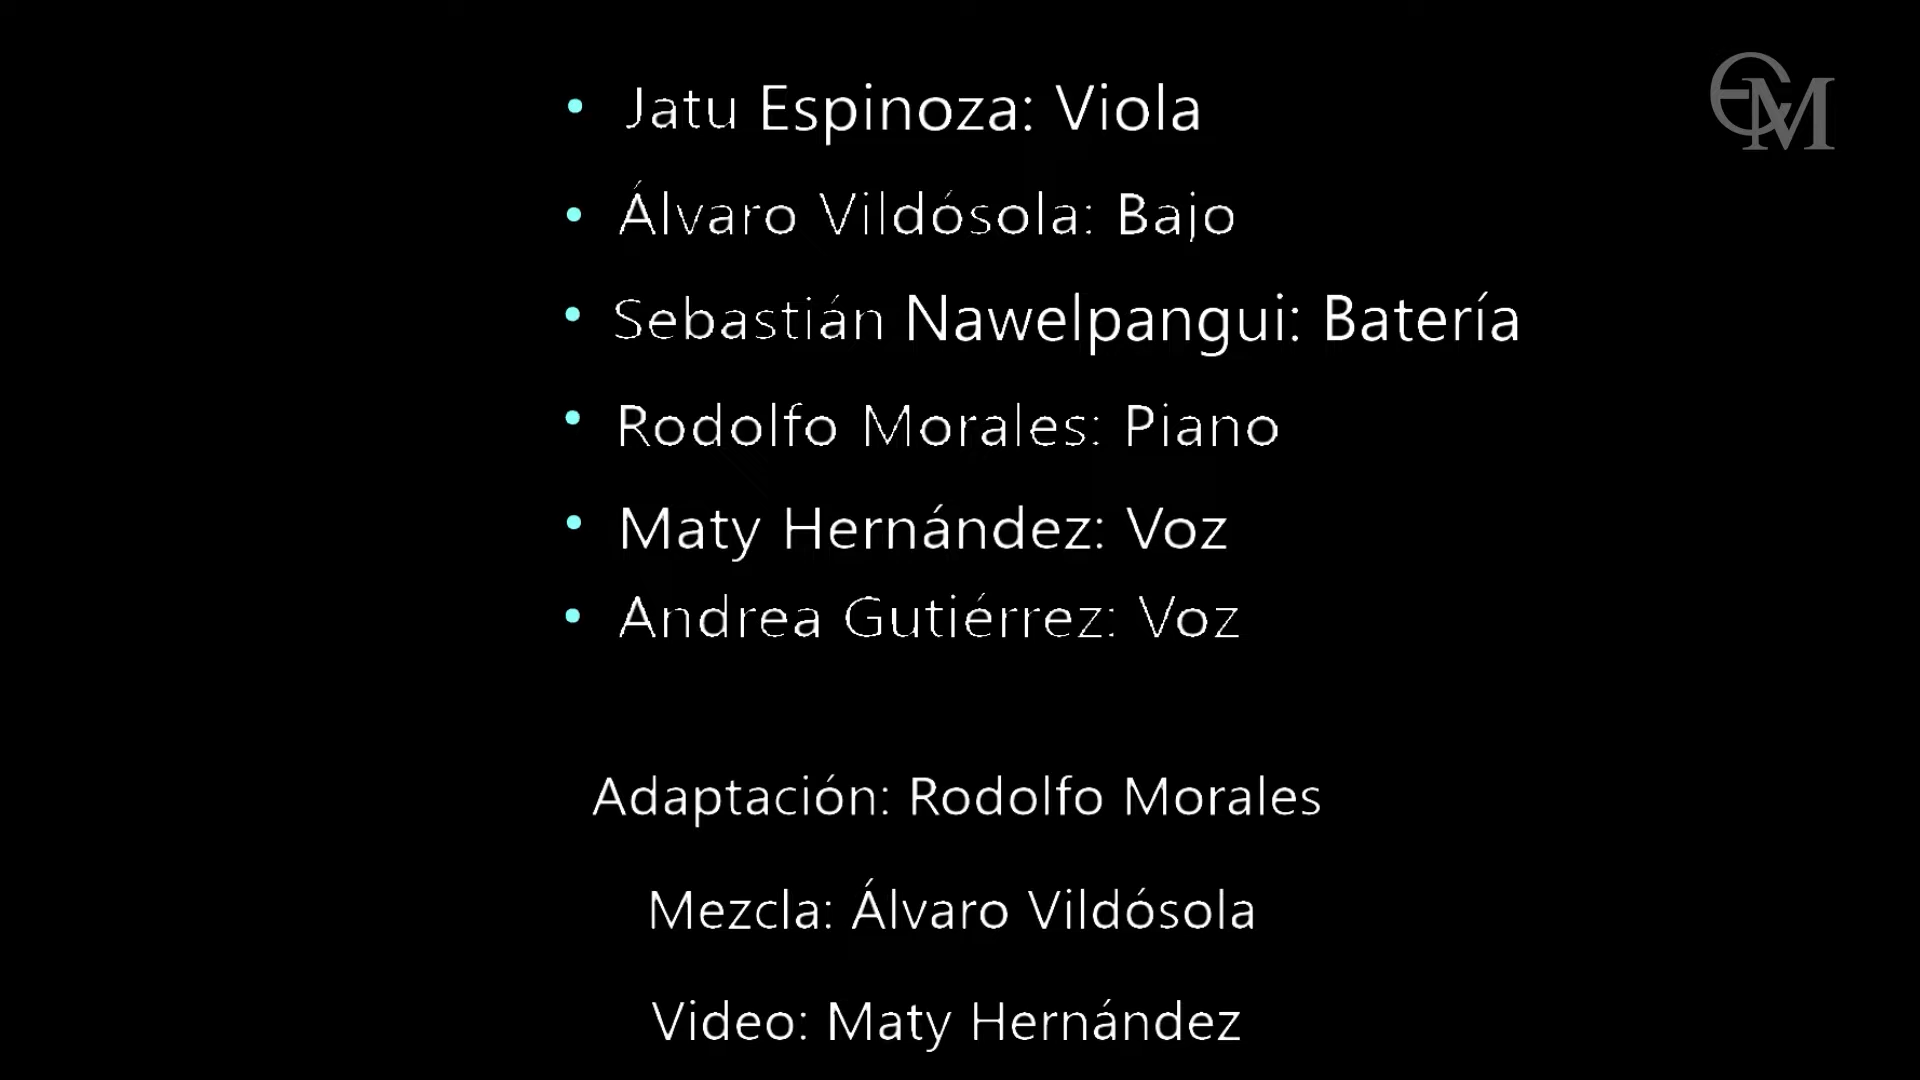 • Jatu Espinoza: Viola
• Álvaro Vildósola: Bajo
• Sebastián Nawelpangui: Batería
• Rodolfo Morales: Piano
• Maty Hernández: Voz
• Andrea Gutiérrez: Voz
Adaptación: Rodolfo Morales
Mezcla: Álvaro Vildósola
Video: Maty Hernández